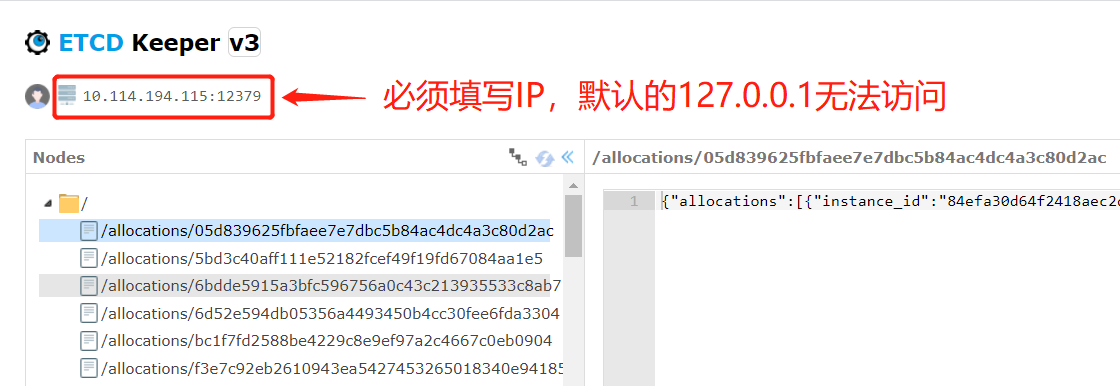 ETCD Keeper v3
10.114.194.115:12379
必须填写IP，默认的127.0.0.1无法访问
Nodes
/allocations/05d839625fbfaee7e7dbc5b84ac4dc4a3c80d2ac
/
/allocations/05d839625fbfaee7e7dbc5b84ac4dc4a3c80d2ac
/allocations/5bd3c40aff111e52182fcef49f19fd67084aa1e5
/allocations/6bdde5915a3bfc596756a0c43c213935533c8ab7
/allocations/6d52e594db05356a4493450b4cc30fee6fda3304
/allocations/bc1f7fd2588be4229c8e9ef97a2c4667c0eb0904
/allocations/f3e7c92eb2610943ea5427453265018340e94185
1
{"allocations":[{"instance_id":"84efa30d64f2418aec2c